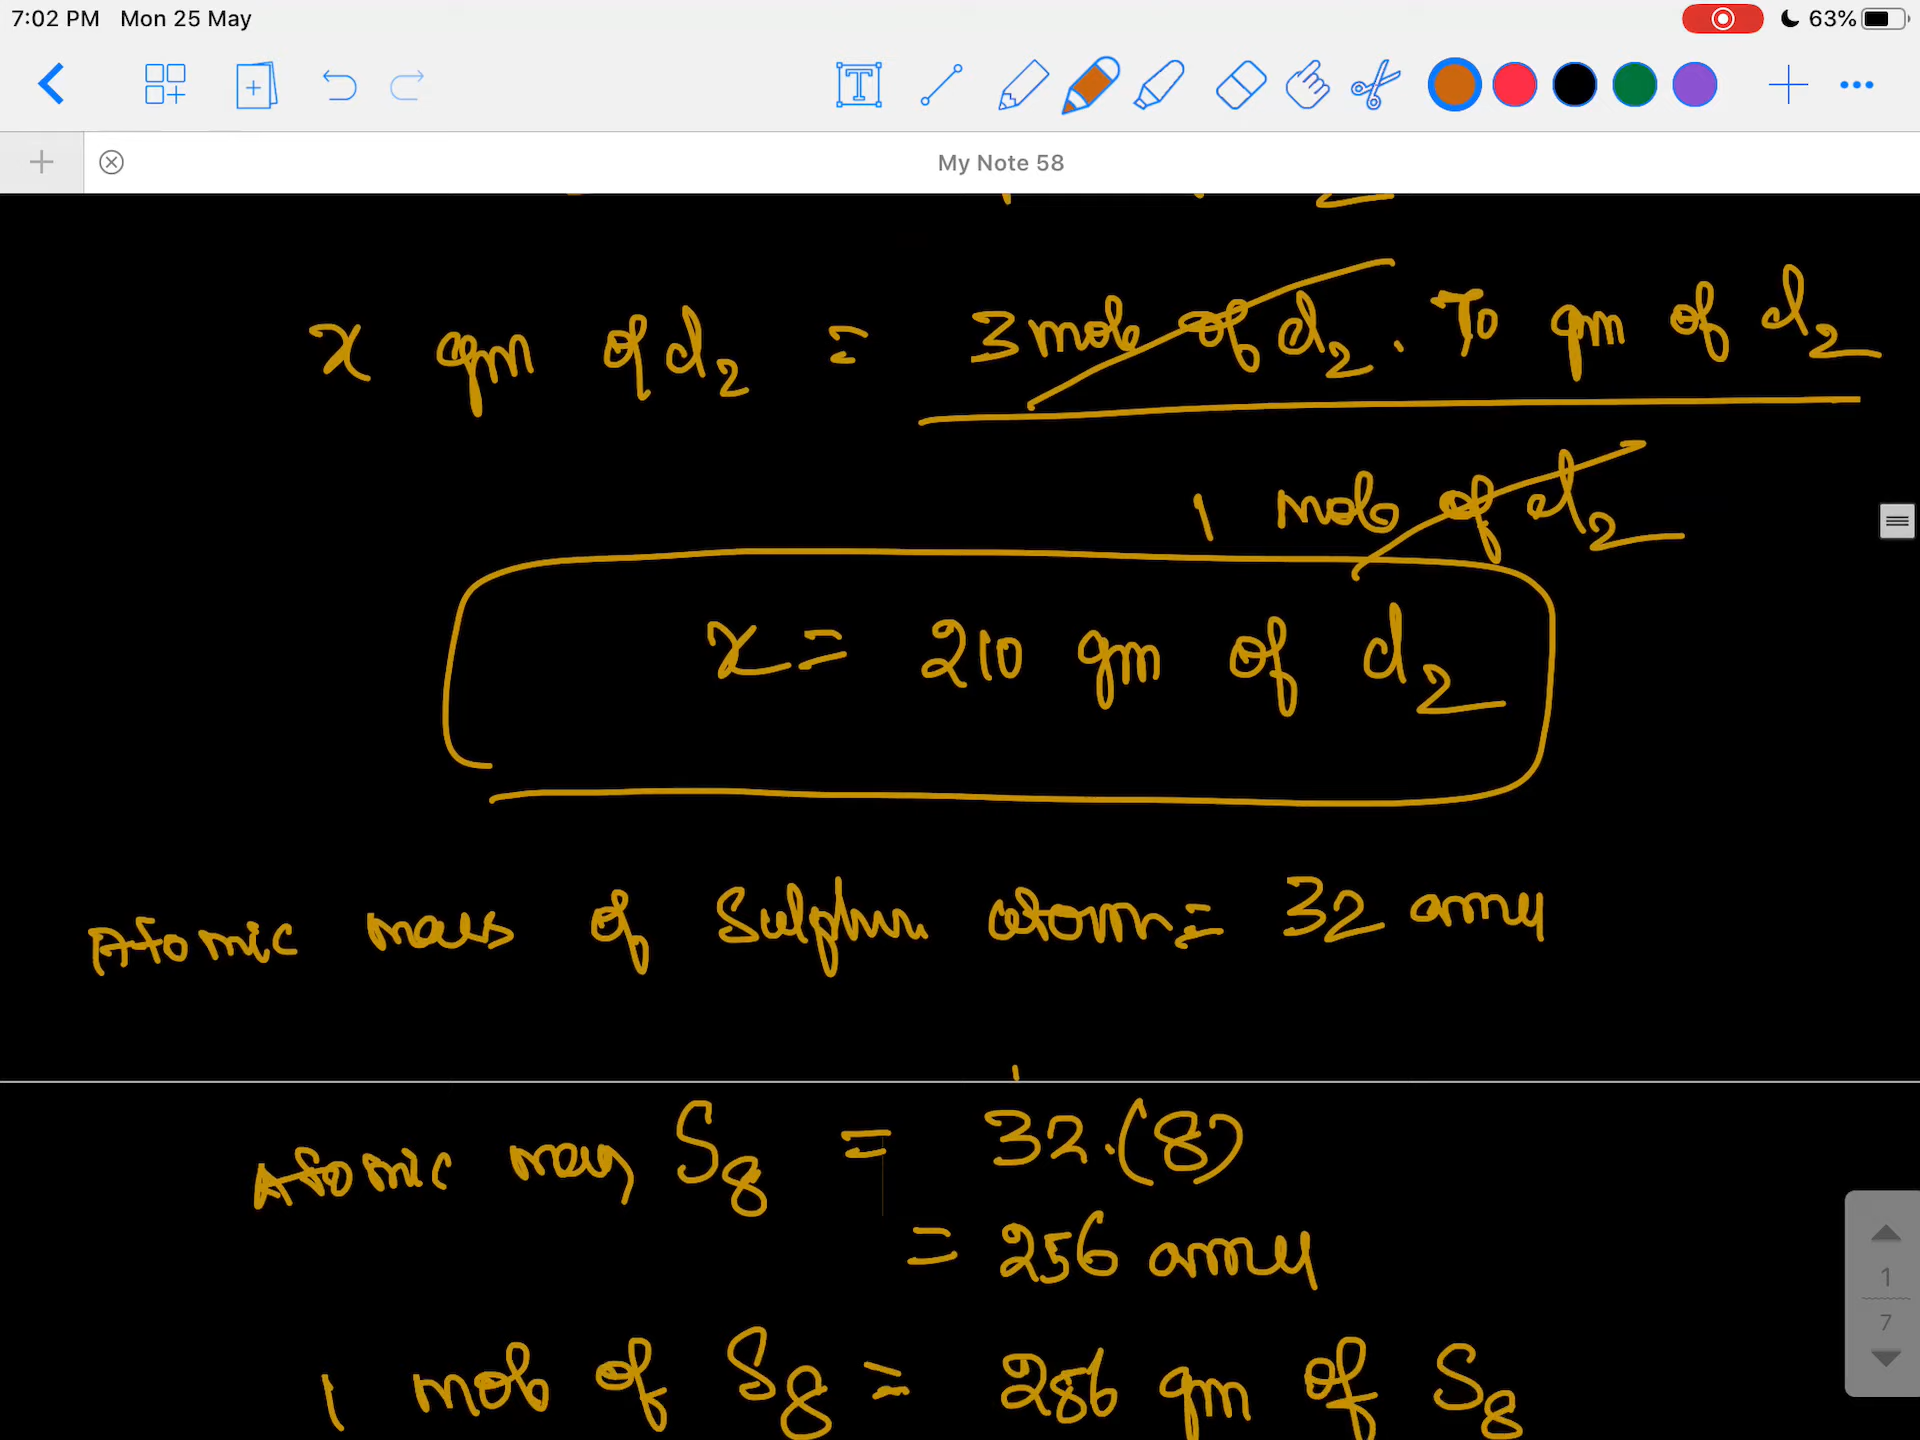 7:02 PM Mon 25 May 63%
My Note 58
x gm of cl2 = 3 mole of cl2 . 70 gm of cl2
1 mole of cl2
x = 210 gm of cl2
Atomic mass of Sulphur atom = 32 amu
Atomic mass S8 = 32.(8)
= 256 amu
1 mole of S8 = 256 gm of S8
1
7